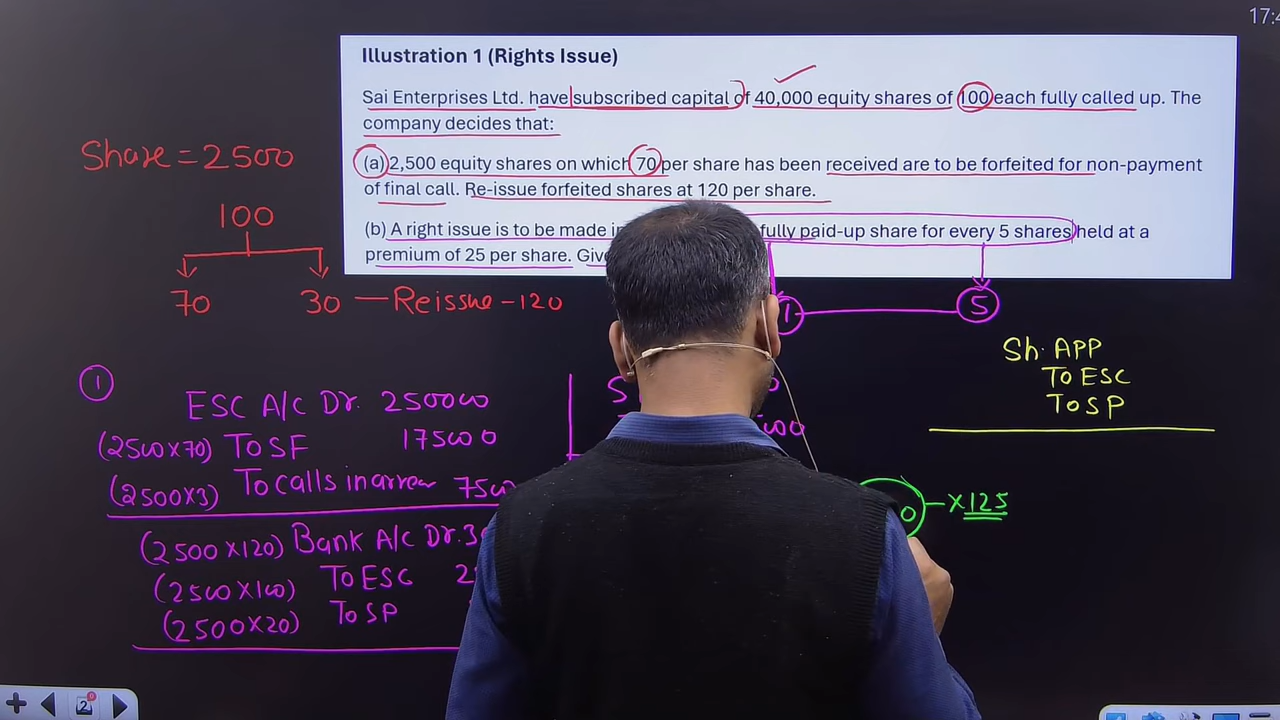 17:4
Illustration 1 (Rights Issue)
Sai Enterprises Ltd. have subscribed capital of 40,000 equity shares of 100 each fully called up. The
company decides that:
(a) 2,500 equity shares on which 70 per share has been received are to be forfeited for non-payment
of final call. Re-issue forfeited shares at 120 per share.
(b) A right issue is to be made fully paid-up share for every 5 shares held at a
premium of 25 per share.
Share = 2500
100
70 30 — Reissue - 120
1 5
Sh. APP
To ESC
To SP
1
ESC A/c Dr. 250000
(2500x70) To SF 175000
(2500x3) To calls in arrear
(2500x120) Bank A/c Dr.
(2500x100) To ESC
(2500x20) To SP
x125
2